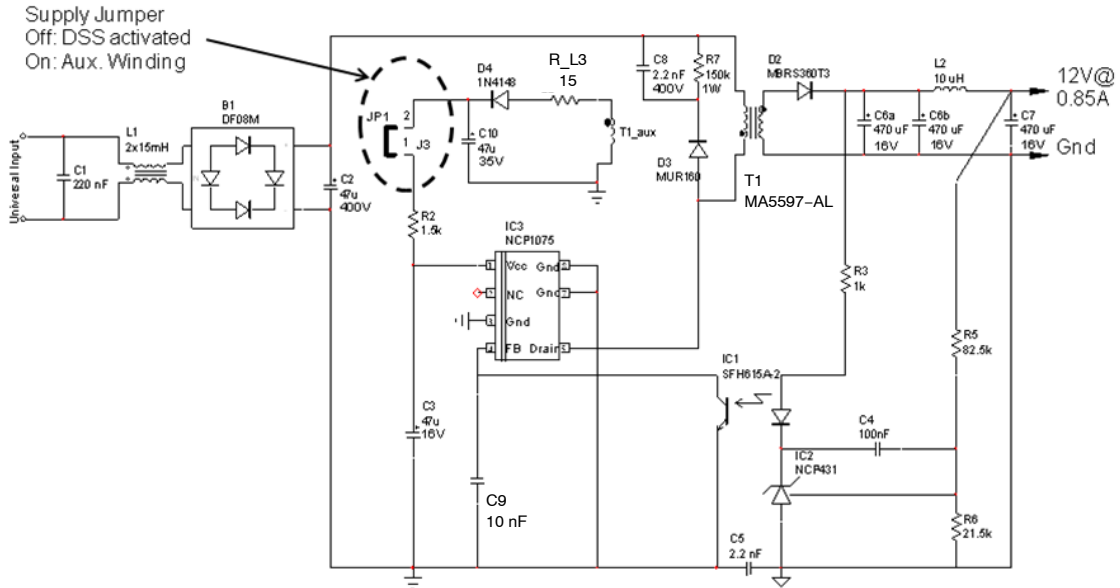 Supply Jumper
Off: DSS activated
On: Aux. Winding
B1
DF08M
L1
2x15mH
C1
220 nF
Universal Input
C2
47u
400V
JP1
2
1
J3
D4
1N4148
R_L3
15
C10
47u
35V
T1_aux
C8
2.2 nF
400V
R7
150k
1W
D3
MUR160
T1
MA5597-AL
D2
MBRS360T3
L2
10 uH
12V@
0.85A
C6a
470 uF
16V
C6b
470 uF
16V
C7
470 uF
16V
Gnd
R2
1.5k
IC3
NCP1075
Vcc
Gnd
NC
Gnd
Gnd
FB
Drain
R3
1k
R5
82.5k
IC1
SFH615A-2
C3
47u
16V
C4
100nF
IC2
NCP431
C9
10 nF
R6
21.5k
C5
2.2 nF